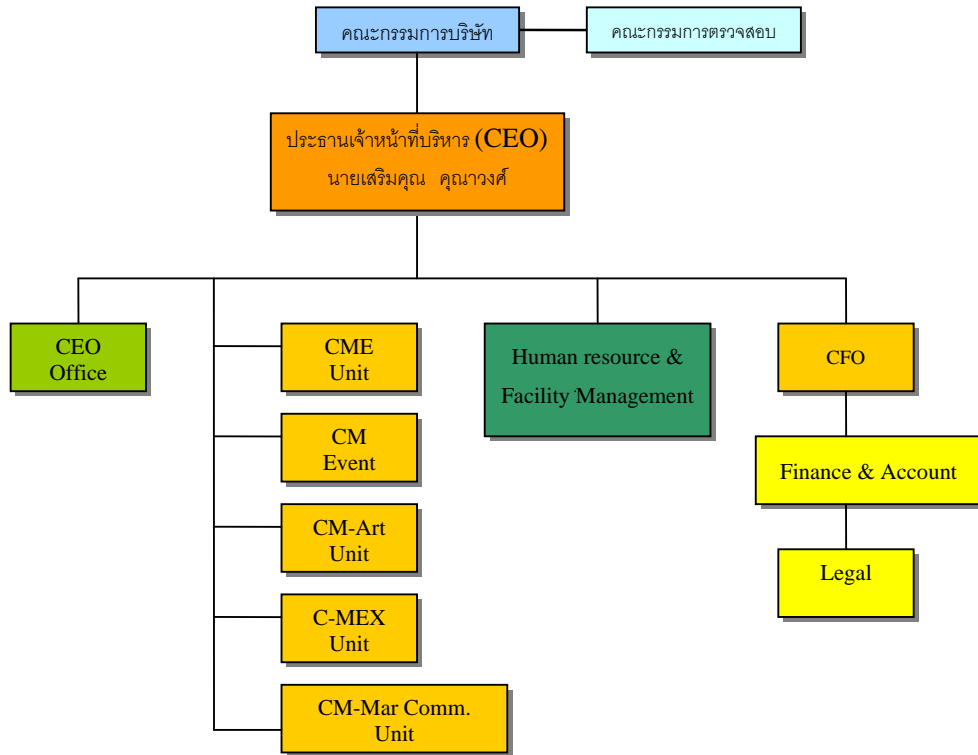 คณะกรรมการบริษัท
คณะกรรมการตรวจสอบ
ประธานเจ้าหน้าที่บริหาร (CEO)
นายเสริมคุณ คุณาวงศ์
CEO
Office
CME
Unit
CM
Event
CM-Art
Unit
C-MEX
Unit
CM-Mar Comm.
Unit
Human resource &
Facility Management
CFO
Finance & Account
Legal